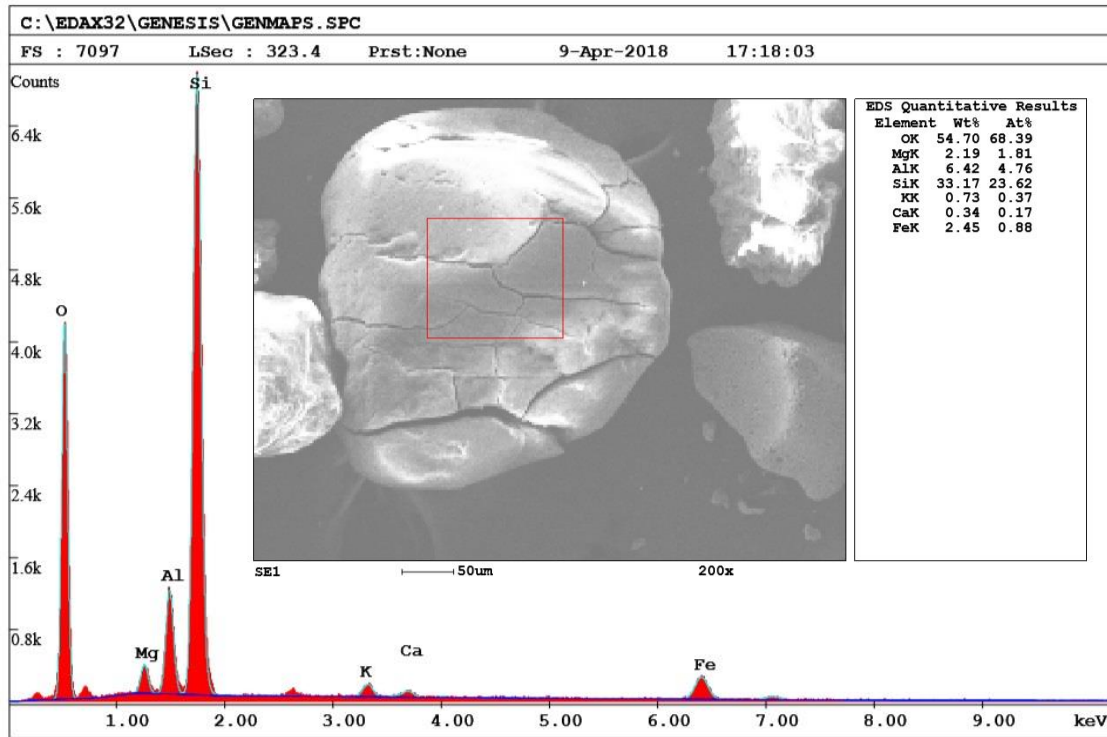 C:\EDAX32\GENESIS\GENMAPS.SPC
FS : 7097 LSec : 323.4 Prst:None 9-Apr-2018 17:18:03
Counts
Si
6.4k
5.6k
4.8k
O
4.0k
3.2k
2.4k
1.6k
Al
0.8k
Mg
K
Ca
Fe
1.00 2.00 3.00 4.00 5.00 6.00 7.00 8.00 9.00 keV
SE1 50um 200x
EDS Quantitative Results
Element Wt% At%
OK 54.70 68.39
MgK 2.19 1.81
AlK 6.42 4.76
SiK 33.17 23.62
KK 0.73 0.37
CaK 0.34 0.17
FeK 2.45 0.88